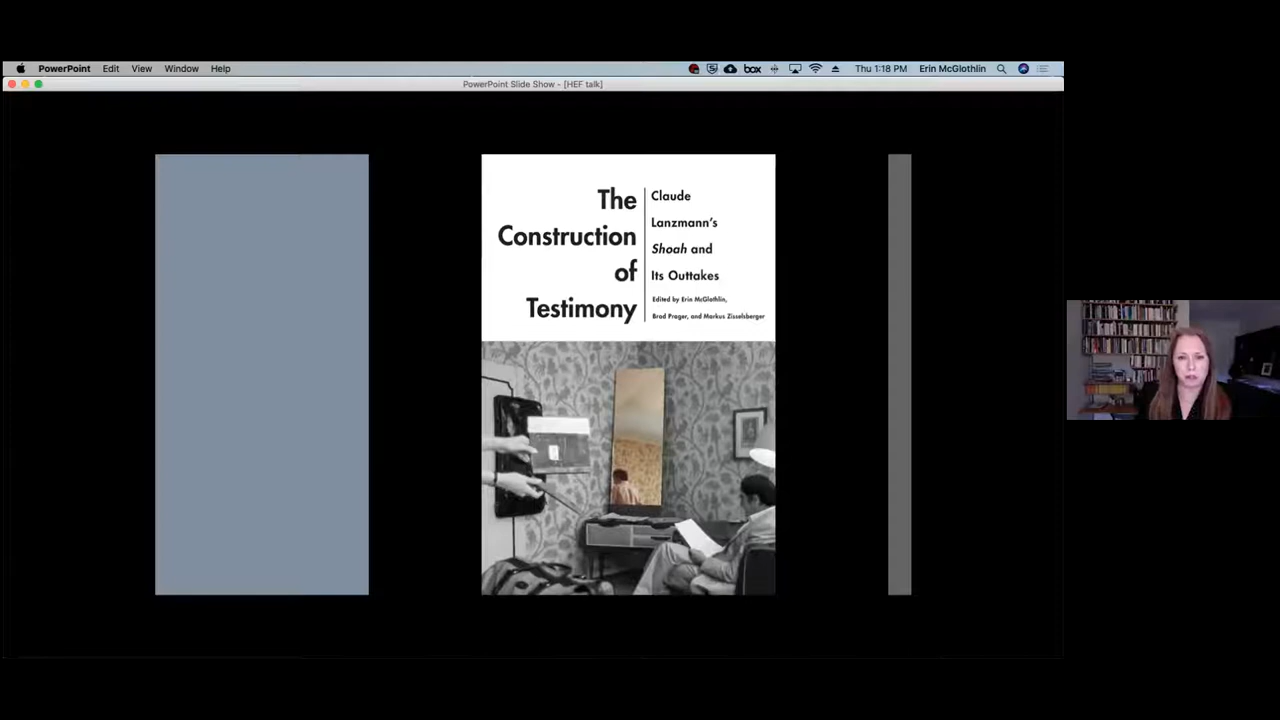 PowerPoint Edit View Window Help box Thu 1:18 PM Erin McGlothlin
PowerPoint Slide Show - [HEF talk]
The
Construction
of
Testimony
Claude
Lanzmann's
Shoah and
Its Outtakes
Edited by Erin McGlothlin,
Brad Prager, and Markus Zisselsberger